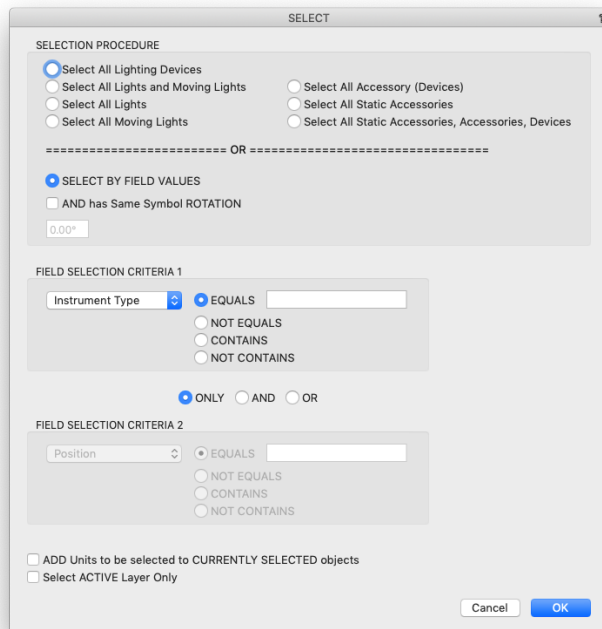 SELECT
SELECTION PROCEDURE
Select All Lighting Devices
Select All Lights and Moving Lights Select All Accessory (Devices)
Select All Lights Select All Static Accessories
Select All Moving Lights Select All Static Accessories, Accessories, Devices
========================= OR =================================
SELECT BY FIELD VALUES
AND has Same Symbol ROTATION
0.00°
FIELD SELECTION CRITERIA 1
Instrument Type EQUALS
NOT EQUALS
CONTAINS
NOT CONTAINS
ONLY AND OR
FIELD SELECTION CRITERIA 2
Position EQUALS
NOT EQUALS
CONTAINS
NOT CONTAINS
ADD Units to be selected to CURRENTLY SELECTED objects
Select ACTIVE Layer Only
Cancel OK